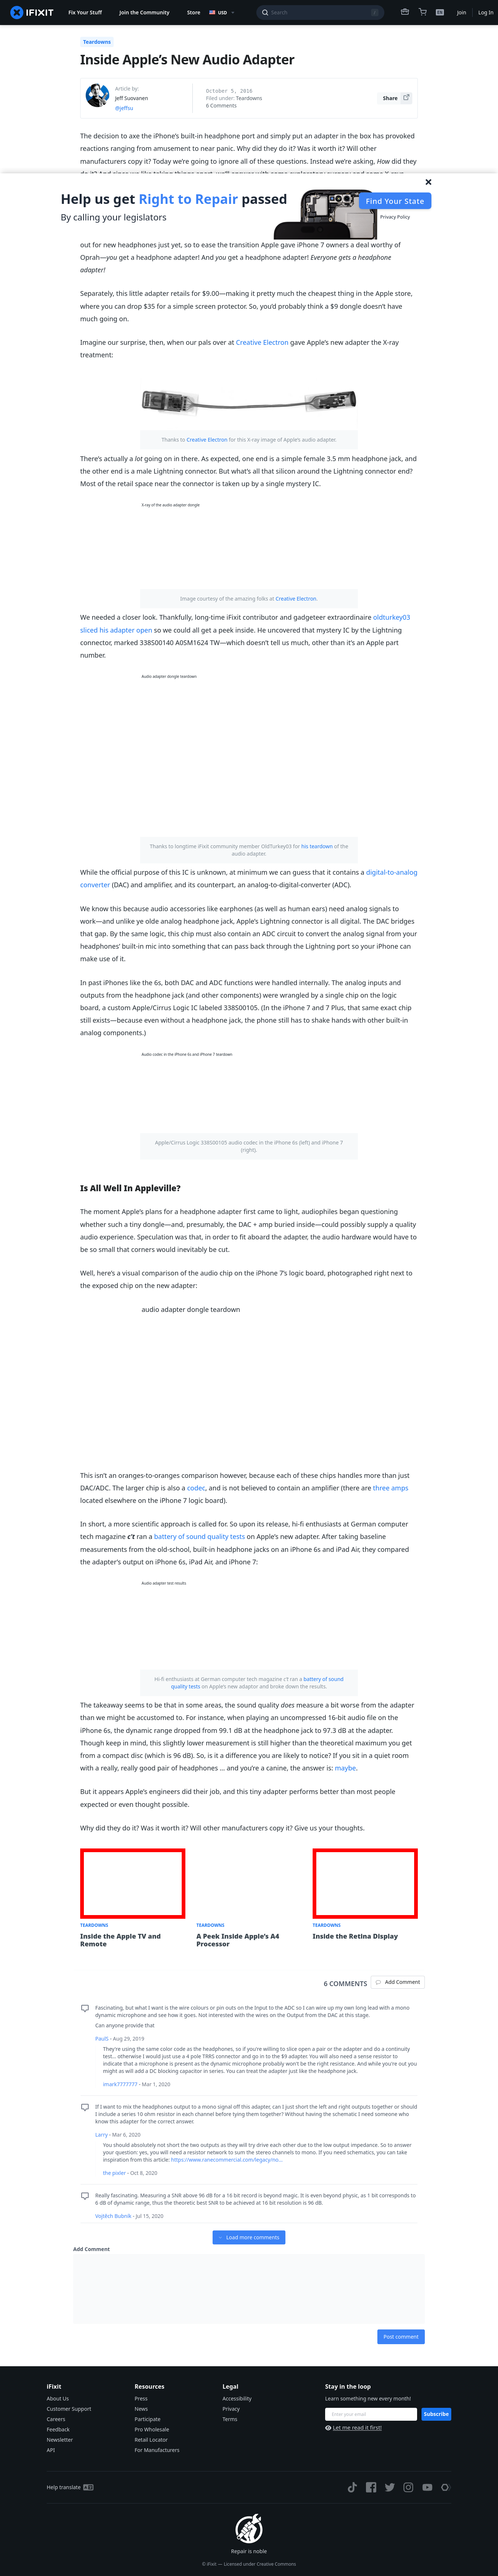 IFIXIT
Fix Your Stuff
Join the Community
Store
USD
Search
/
EN
Join
Log In
Teardowns
Inside Apple's New Audio Adapter
Article by:
Jeff Suovanen
@jeffsu
October 5, 2016
Filed under: Teardowns
6 Comments
Share
The decision to axe the iPhone's built-in headphone port and simply put an adapter in the box has provoked
reactions ranging from amusement to near panic. Why did they do it? Was it worth it? Will other
manufacturers copy it? Today we're going to ignore all of those questions. Instead we're asking, How did they
Help us get Right to Repair passed
By calling your legislators
Find Your State
Privacy Policy
out for new headphones just yet, so to ease the transition Apple gave iPhone 7 owners a deal worthy of
Oprah—you get a headphone adapter! And you get a headphone adapter! Everyone gets a headphone
adapter!
Separately, this little adapter retails for $9.00—making it pretty much the cheapest thing in the Apple store,
where you can drop $35 for a simple screen protector. So, you'd probably think a $9 dongle doesn't have
much going on.
Imagine our surprise, then, when our pals over at Creative Electron gave Apple's new adapter the X-ray
treatment:
Thanks to Creative Electron for this X-ray image of Apple's audio adapter.
There's actually a lot going on in there. As expected, one end is a simple female 3.5 mm headphone jack, and
the other end is a male Lightning connector. But what's all that silicon around the Lightning connector end?
Most of the retail space near the connector is taken up by a single mystery IC.
X-ray of the audio adapter dongle
Image courtesy of the amazing folks at Creative Electron.
We needed a closer look. Thankfully, long-time iFixit contributor and gadgeteer extraordinaire oldturkey03
sliced his adapter open so we could all get a peek inside. He uncovered that mystery IC by the Lightning
connector, marked 338S00140 A0SM1624 TW—which doesn't tell us much, other than it's an Apple part
number.
Audio adapter dongle teardown
Thanks to longtime iFixit community member OldTurkey03 for his teardown of the
audio adapter.
While the official purpose of this IC is unknown, at minimum we can guess that it contains a digital-to-analog
converter (DAC) and amplifier, and its counterpart, an analog-to-digital-converter (ADC).
We know this because audio accessories like earphones (as well as human ears) need analog signals to
work—and unlike ye olde analog headphone jack, Apple's Lightning connector is all digital. The DAC bridges
that gap. By the same logic, this chip must also contain an ADC circuit to convert the analog signal from your
headphones' built-in mic into something that can pass back through the Lightning port so your iPhone can
make use of it.
In past iPhones like the 6s, both DAC and ADC functions were handled internally. The analog inputs and
outputs from the headphone jack (and other components) were wrangled by a single chip on the logic
board, a custom Apple/Cirrus Logic IC labeled 338S00105. (In the iPhone 7 and 7 Plus, that same exact chip
still exists—because even without a headphone jack, the phone still has to shake hands with other built-in
analog components.)
Audio codec in the iPhone 6s and iPhone 7 teardown
Apple/Cirrus Logic 338S00105 audio codec in the iPhone 6s (left) and iPhone 7
(right).
Is All Well In Appleville?
The moment Apple's plans for a headphone adapter first came to light, audiophiles began questioning
whether such a tiny dongle—and, presumably, the DAC + amp buried inside—could possibly supply a quality
audio experience. Speculation was that, in order to fit aboard the adapter, the audio hardware would have to
be so small that corners would inevitably be cut.
Well, here's a visual comparison of the audio chip on the iPhone 7's logic board, photographed right next to
the exposed chip on the new adapter:
audio adapter dongle teardown
This isn't an oranges-to-oranges comparison however, because each of these chips handles more than just
DAC/ADC. The larger chip is also a codec, and is not believed to contain an amplifier (there are three amps
located elsewhere on the iPhone 7 logic board).
In short, a more scientific approach is called for. So upon its release, hi-fi enthusiasts at German computer
tech magazine c't ran a battery of sound quality tests on Apple's new adapter. After taking baseline
measurements from the old-school, built-in headphone jacks on an iPhone 6s and iPad Air, they compared
the adapter's output on iPhone 6s, iPad Air, and iPhone 7:
Audio adapter test results
Hi-fi enthusiasts at German computer tech magazine c't ran a battery of sound
quality tests on Apple's new adaptor and broke down the results.
The takeaway seems to be that in some areas, the sound quality does measure a bit worse from the adapter
than we might be accustomed to. For instance, when playing an uncompressed 16-bit audio file on the
iPhone 6s, the dynamic range dropped from 99.1 dB at the headphone jack to 97.3 dB at the adapter.
Though keep in mind, this slightly lower measurement is still higher than the theoretical maximum you get
from a compact disc (which is 96 dB). So, is it a difference you are likely to notice? If you sit in a quiet room
with a really, really good pair of headphones ... and you're a canine, the answer is: maybe.
But it appears Apple's engineers did their job, and this tiny adapter performs better than most people
expected or even thought possible.
Why did they do it? Was it worth it? Will other manufacturers copy it? Give us your thoughts.
TEARDOWNS
Inside the Apple TV and
Remote
TEARDOWNS
A Peek Inside Apple's A4
Processor
TEARDOWNS
Inside the Retina Display
6 COMMENTS
Add Comment
Fascinating, but what I want is the wire colours or pin outs on the Input to the ADC so I can wire up my own long lead with a mono
dynamic microphone and see how it goes. Not interested with the wires on the Output from the DAC at this stage.
Can anyone provide that
PaulS - Aug 29, 2019
They're using the same color code as the headphones, so if you're willing to slice open a pair or the adapter and do a continuity
test... otherwise I would just use a 4 pole TRRS connector and go in to the $9 adapter. You will also need a sense resistor to
indicate that a microphone is present as the dynamic microphone probably won't be the right resistance. And while you're out you
as well will add a DC blocking capacitor in series. You can tread the adapter just like the headphone jack.
imark7777777 - Mar 1, 2020
If I want to mix the headphones output to a mono signal off this adapter, can I just short the left and right outputs together or should
I include a series 10 ohm resistor in each channel before tying them together? Without having the schematic I need someone who
know this adapter for the correct answer.
Larry - Mar 6, 2020
You should absolutely not short the two outputs as they will try drive each other due to the low output impedance. So to answer
your question: yes, you will need a resistor network to sum the stereo channels to mono. If you need schematics, you can take
inspiration from this article: https://www.ranecommercial.com/legacy/no...
the pixler - Oct 8, 2020
Really fascinating. Measuring a SNR above 96 dB for a 16 bit record is beyond magic. It is even beyond physic, as 1 bit corresponds to
6 dB of dynamic range, thus the theoretic best SNR to be achieved at 16 bit resolution is 96 dB.
Vojtěch Bubník - Jul 15, 2020
Load more comments
Add Comment
Post comment
iFixit
About Us
Customer Support
Careers
Feedback
Newsletter
API
Resources
Press
News
Participate
Pro Wholesale
Retail Locator
For Manufacturers
Legal
Accessibility
Privacy
Terms
Stay in the loop
Learn something new every month!
Enter your email
Subscribe
Let me read it first!
Help translate
Repair is noble
© iFixit — Licensed under Creative Commons